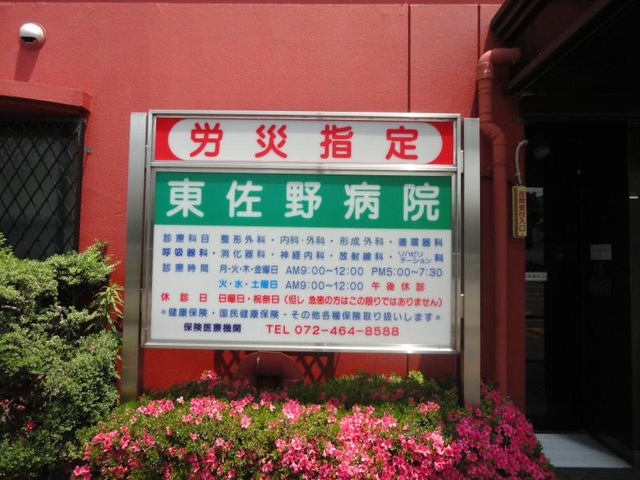 労災指定
東佐野病院
診療科目 整形外科・内科・外科・形成外科・循環器科
呼吸器科・消化器科・神経内科・放射線科・リハビリテーション科
診療時間 月・火・木・金曜日 AM9:00〜12:00 PM5:00〜7:30
火・水・土曜日 AM9:00〜12:00 午後休診
休診日 日曜日・祝祭日(但し 急患の方はこの限りではありません)
*健康保険・国民健康保険・その他各種保険取り扱いします*
保険医療機関 TEL 072-464-8588
夜間受付入口